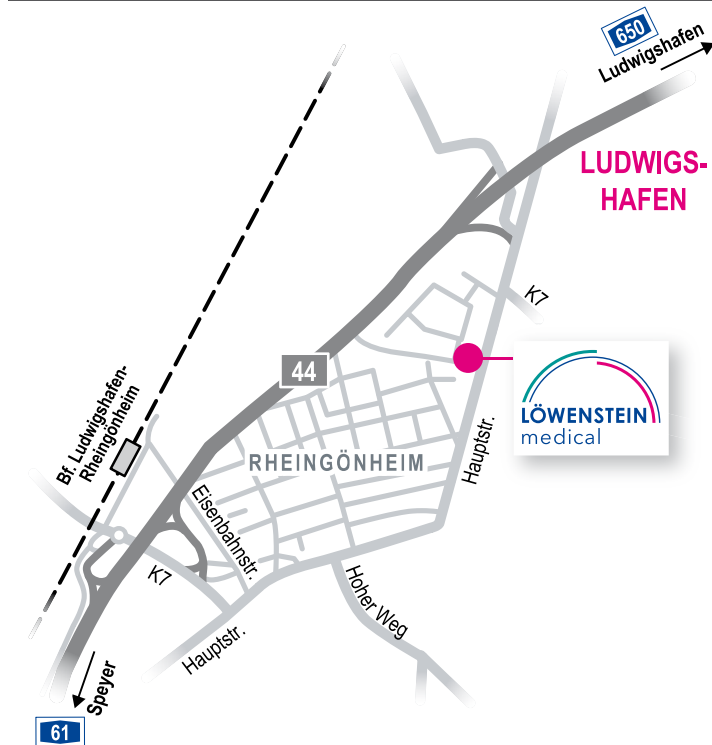 650
Ludwigshafen
LUDWIGS-
HAFEN
K7
44
LÖWENSTEIN
medical
Bf. Ludwigshafen-
Rheingönheim
RHEINGÖNHEIM
Hauptstr.
Eisenbahnstr.
K7
Hoher Weg
Hauptstr.
Speyer
61